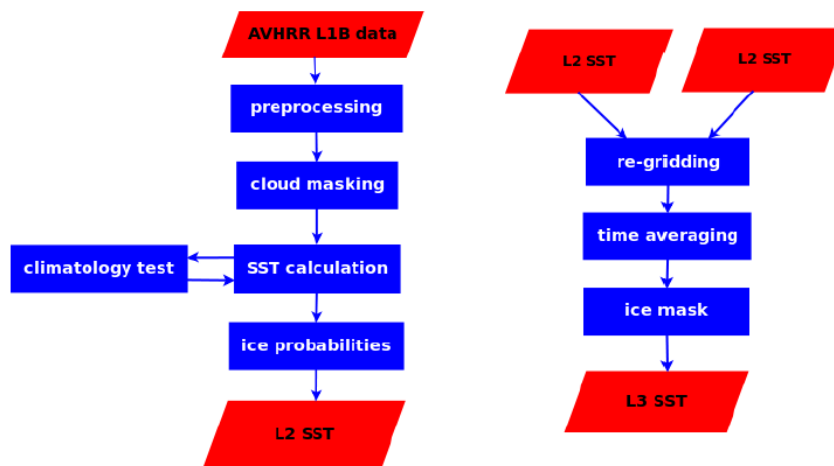 AVHRR L1B data
preprocessing
cloud masking
climatology test
SST calculation
ice probabilities
L2 SST
L2 SST
L2 SST
re-gridding
time averaging
ice mask
L3 SST